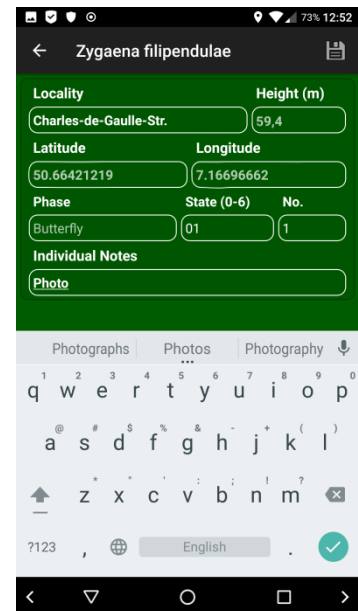 73% 12:52
Zygaena filipendulae
Locality Height (m)
Charles-de-Gaulle-Str. 59,4
Latitude Longitude
50.66421219 7.16696662
Phase State (0-6) No.
Butterfly 01 1
Individual Notes
Photo
Photographs Photos Photography
1 2 3 4 5 6 7 8 9 0
q w e r t y u i o p
@ # $ % & - + ( )
a s d f g h j k l
* " ' : ; ! ?
z x c v b n m
?123 , English .